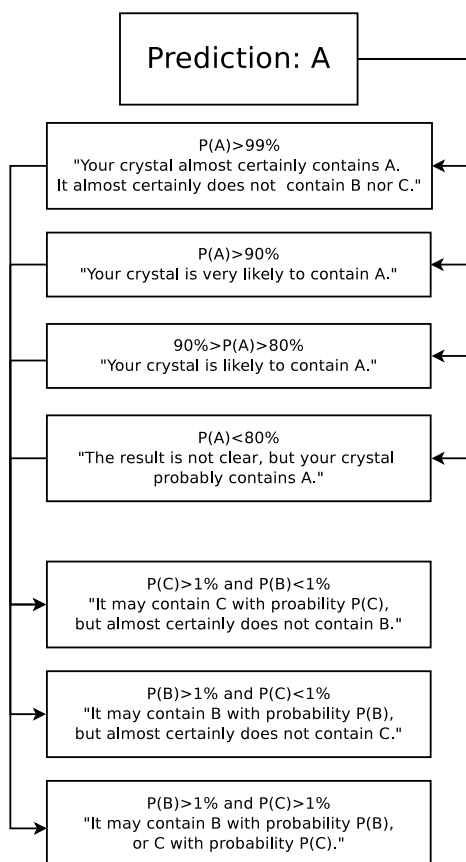 Prediction: A
P(A)>99%
"Your crystal almost certainly contains A.
It almost certainly does not  contain B nor C."
P(A)>90%
"Your crystal is very likely to contain A."
90%>P(A)>80%
"Your crystal is likely to contain A."
P(A)<80%
"The result is not clear, but your crystal
probably contains A."
P(C)>1% and P(B)<1%
"It may contain C with proability P(C),
but almost certainly does not contain B."
P(B)>1% and P(C)<1%
"It may contain B with probability P(B),
but almost certainly does not contain C."
P(B)>1% and P(C)>1%
"It may contain B with probability P(B),
or C with probability P(C)."